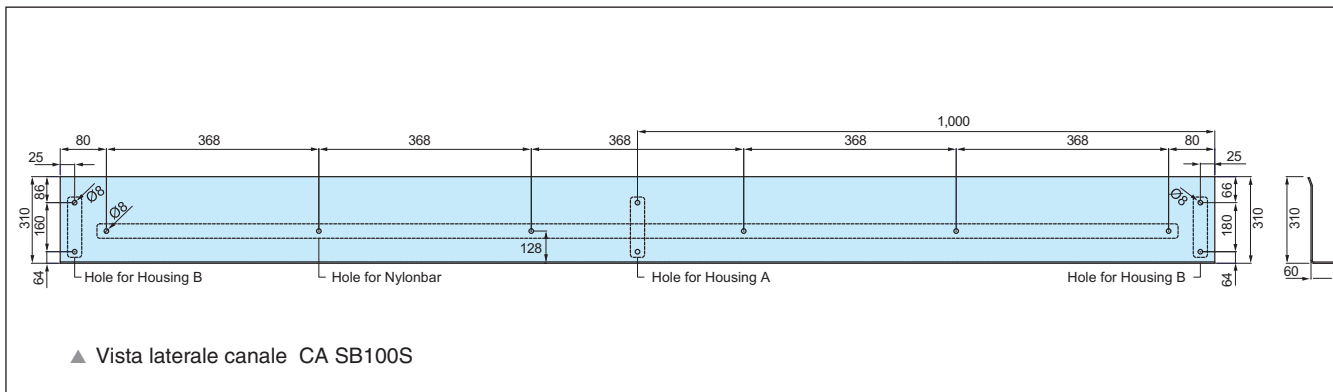 1,000
80 368 368 368 368 368 80
25 25
86 Ø8 Ø8 66
310 160 Ø8 180 310 310
128
64 64 60
Hole for Housing B Hole for Nylonbar Hole for Housing A Hole for Housing B
▲ Vista laterale canale CA SB100S